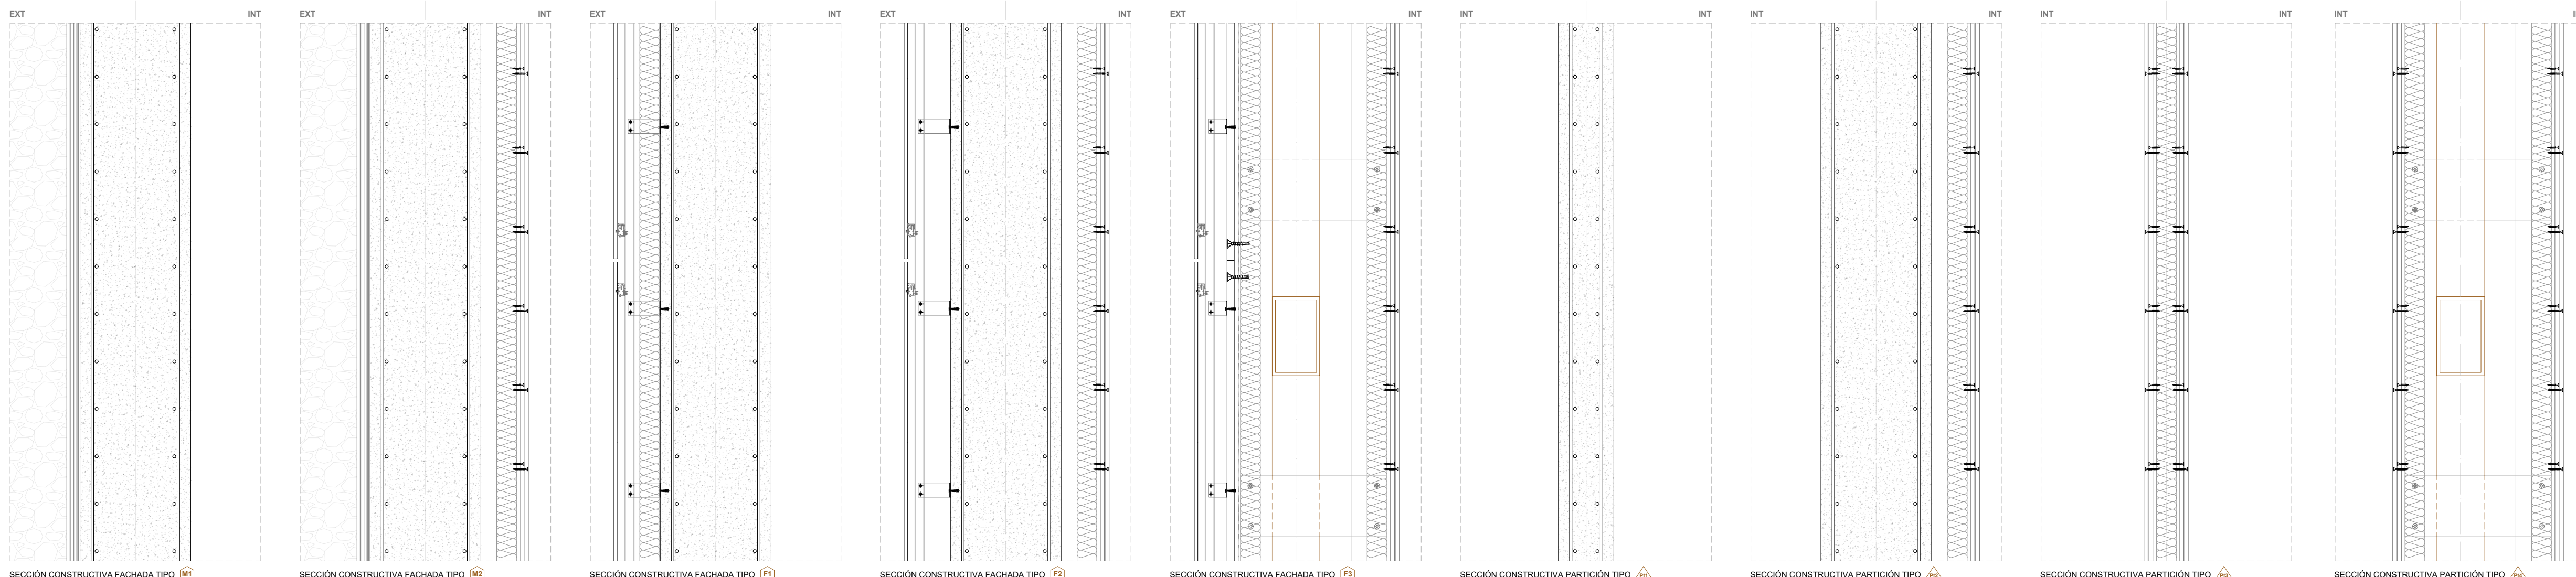 EXT INT
EXT INT
EXT INT
EXT INT
EXT INT
INT INT
INT INT
INT INT
INT
SECCIÓN CONSTRUCTIVA FACHADA TIPO M1
SECCIÓN CONSTRUCTIVA FACHADA TIPO M2
SECCIÓN CONSTRUCTIVA FACHADA TIPO F1
SECCIÓN CONSTRUCTIVA FACHADA TIPO F2
SECCIÓN CONSTRUCTIVA FACHADA TIPO F3
SECCIÓN CONSTRUCTIVA PARTICIÓN TIPO
SECCIÓN CONSTRUCTIVA PARTICIÓN TIPO
SECCIÓN CONSTRUCTIVA PARTICIÓN TIPO
SECCIÓN CONSTRUCTIVA PARTICIÓN TIPO